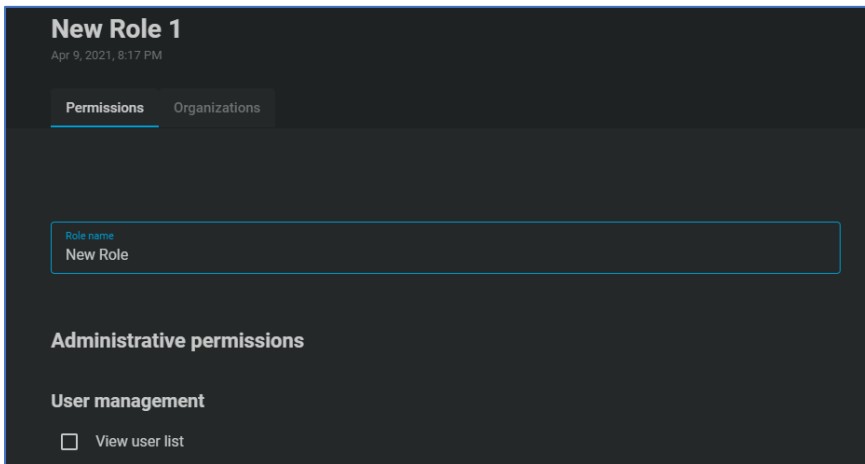 New Role 1
Apr 9, 2021, 8:17 PM
Permissions Organizations
Role name
New Role
Administrative permissions
User management
View user list